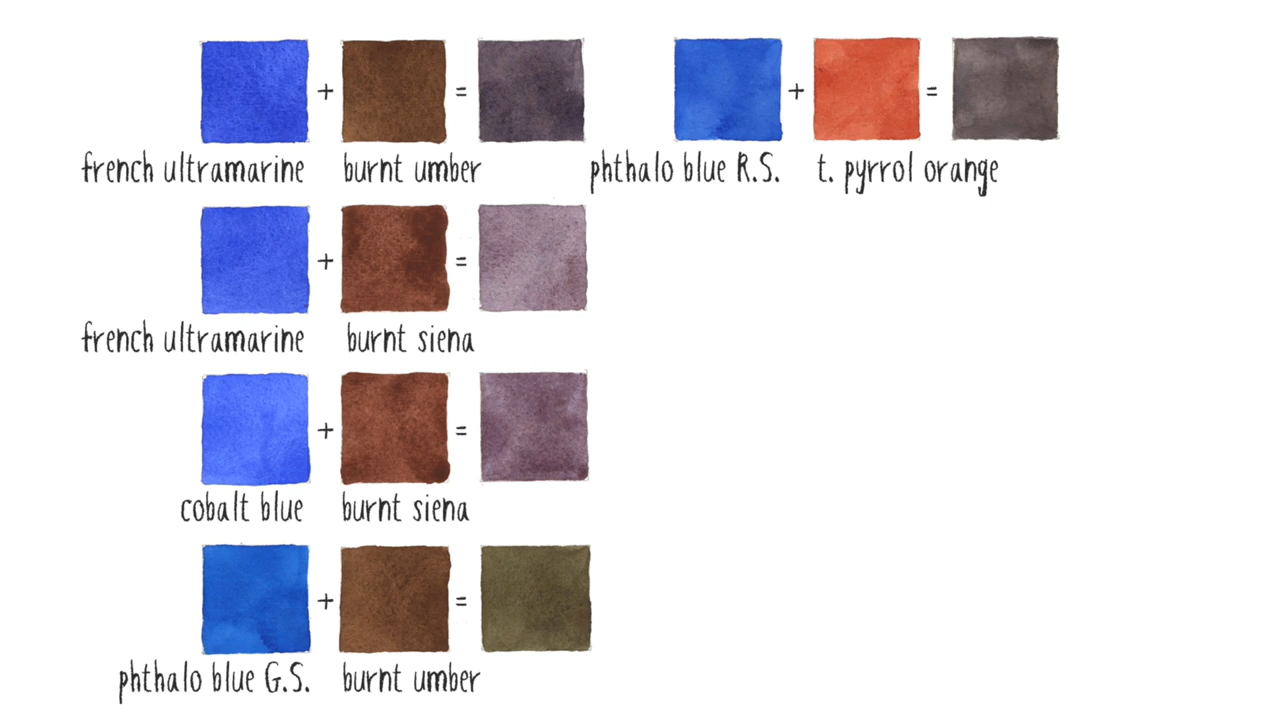 + = + =
french ultramarine burnt umber phthalo blue R.S. t. pyrrol orange
+ =
french ultramarine burnt siena
+ =
cobalt blue burnt siena
+ =
phthalo blue G.S. burnt umber